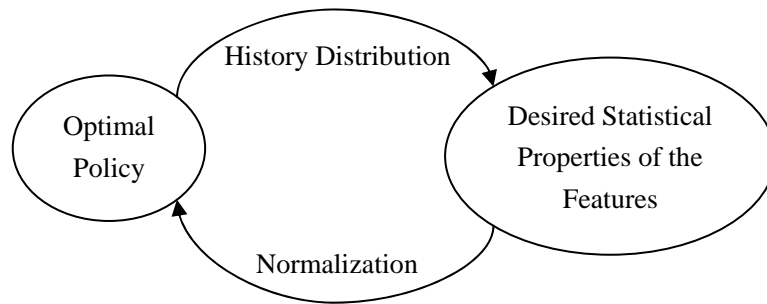 History Distribution
Optimal
Policy
Desired Statistical
Properties of the
Features
Normalization